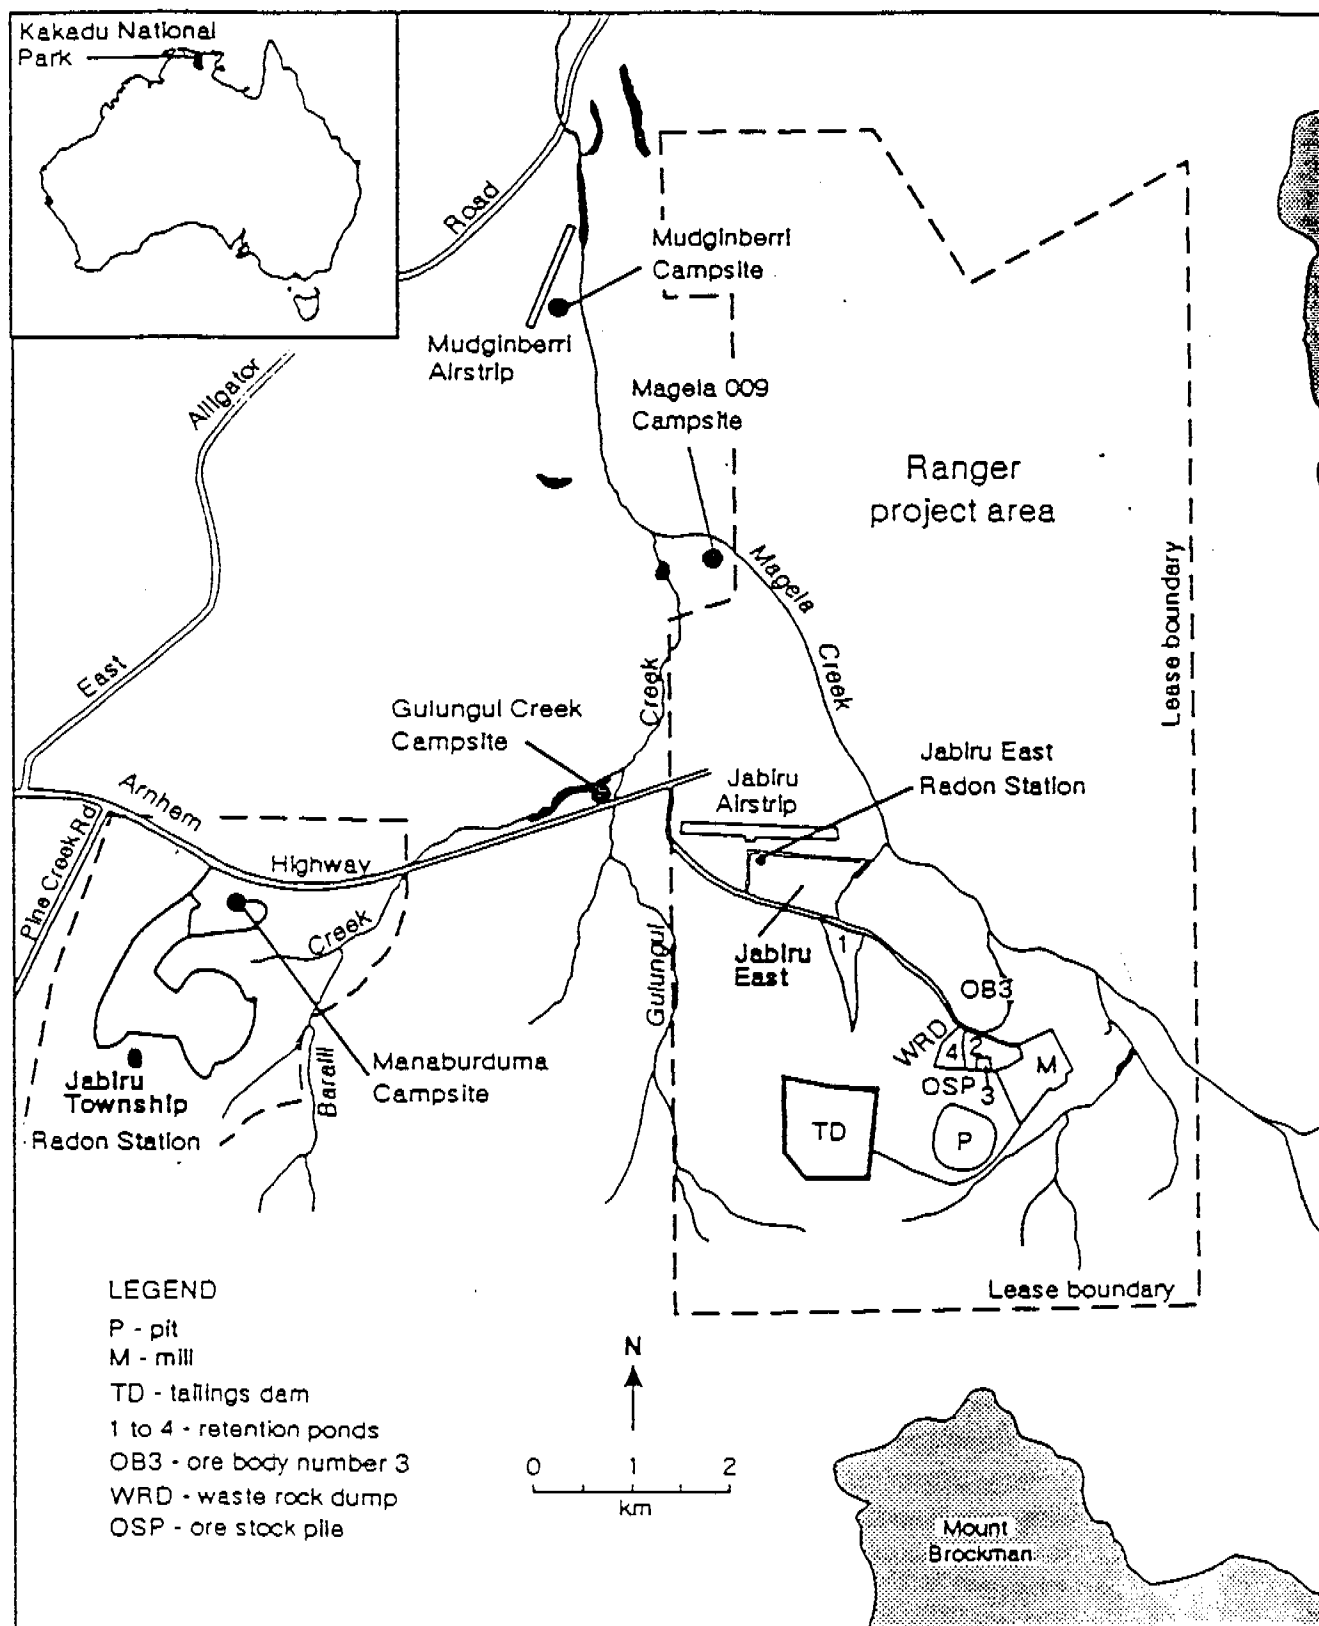 Kakadu National
Park
Road
Mudginberri
Campsite
Mudginberri
Airstrip
Alligator
Magela 009
Campsite
Ranger
project area
Magela
Creek
Lease boundary
East
Creek
Gulungul Creek
Campsite
Jabiru East
Radon Station
Jabiru
Airstrip
Arnhem
Highway
Pine Creek Rd
Creek
Gulungul
1
Jabiru
East
OB3
WRD
4
2
M
OSP
3
Manaburduma
Campsite
Baralil
Jabiru
Township
Radon Station
TD
P
LEGEND
P - pit
M - mill
TD - tailings dam
1 to 4 - retention ponds
OB3 - ore body number 3
WRD - waste rock dump
OSP - ore stock pile
Lease boundary
N
0 1 2
km
Mount
Brockman